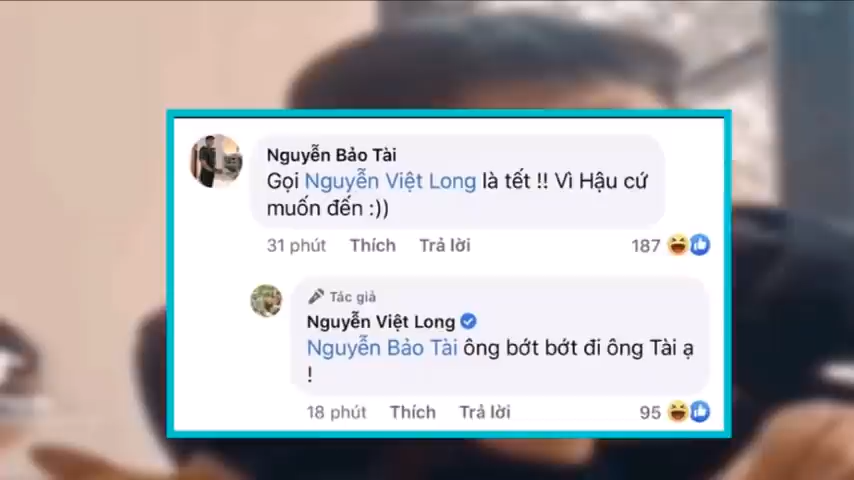 Nguyễn Bảo Tài
Gọi Nguyễn Việt Long là tết !! Vì Hậu cứ
muốn đến :))
31 phút Thích Trả lời 187
Tác giả
Nguyễn Việt Long
Nguyễn Bảo Tài ông bớt bớt đi ông Tài ạ
!
18 phút Thích Trả lời 95